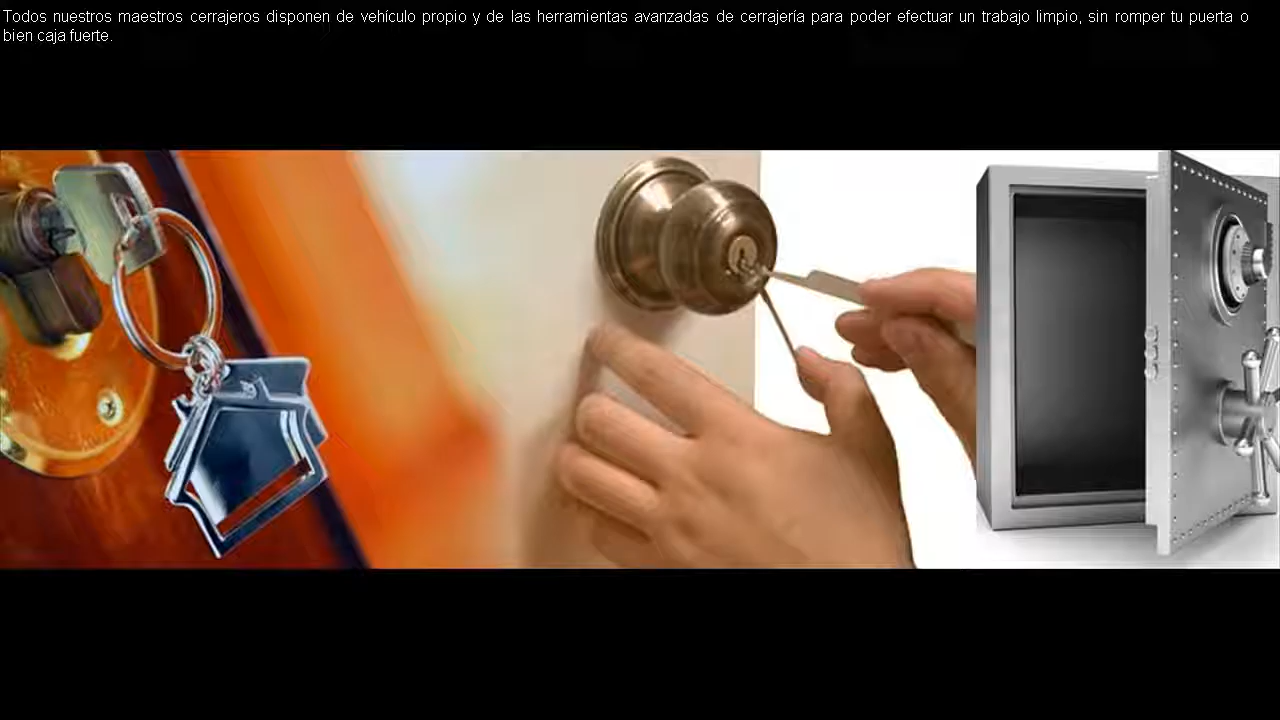 Todos nuestros maestros cerrajeros disponen de vehículo propio y de las herramientas avanzadas de cerrajería para poder efectuar un trabajo limpio, sin romper tu puerta o
bien caja fuerte.